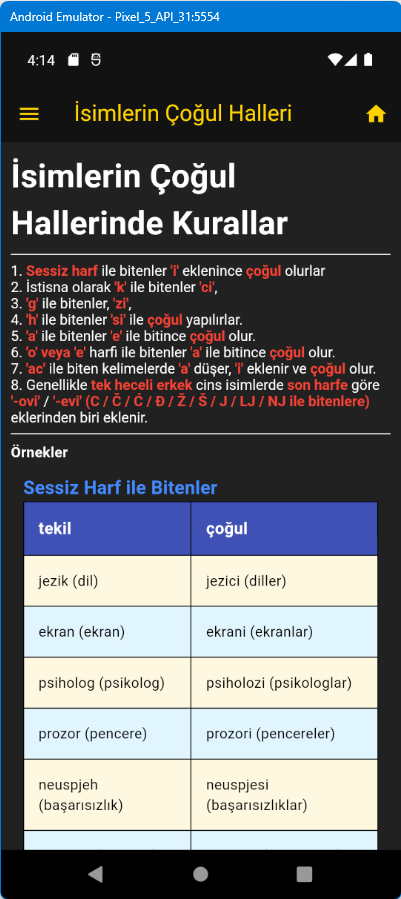 Android Emulator - Pixel_5_API_31:5554
4:14
İsimlerin Çoğul Halleri
İsimlerin Çoğul
Hallerinde Kurallar
1. Sessiz harf ile bitenler 'i' eklenince çoğul olurlar
2. İstisna olarak 'k' ile bitenler 'ci',
3. 'g' ile bitenler, 'zi',
4. 'h' ile bitenler 'si' ile çoğul yapılırlar.
5. 'a' ile bitenler 'e' ile bitince çoğul olur.
6. 'o' veya 'e' harfi ile bitenler 'a' ile bitince çoğul olur.
7. 'ac' ile biten kelimelerde 'a' düşer, 'i' eklenir ve çoğul olur.
8. Genellikle tek heceli erkek cins isimlerde son harfe göre
'-ovi' / '-evi' (C / Č / Ć / Đ / Ž / Š / J / LJ / NJ ile bitenlere)
eklerinden biri eklenir.
Örnekler
Sessiz Harf ile Bitenler
tekil çoğul
jezik (dil) jezici (diller)
ekran (ekran) ekrani (ekranlar)
psiholog (psikolog) psiholozi (psikologlar)
prozor (pencere) prozori (pencereler)
neuspjeh neuspjesi
(başarısızlık) (başarısızlıklar)